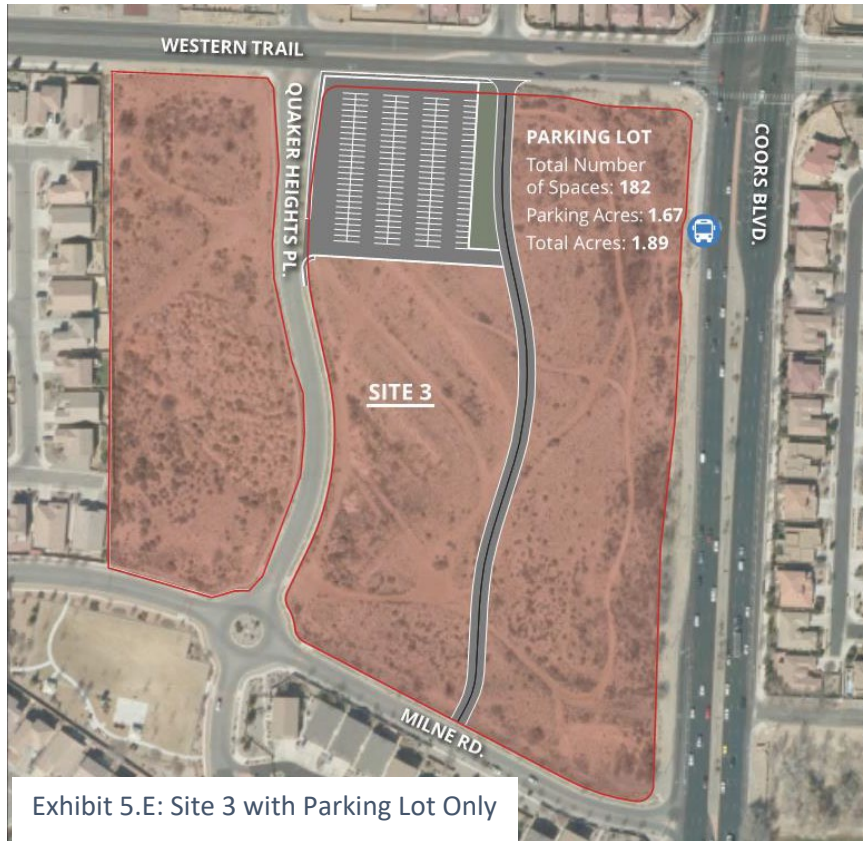 WESTERN TRAIL
QUAKER HEIGHTS PL.
PARKING LOT
Total Number
of Spaces: 182
Parking Acres: 1.67
Total Acres: 1.89
COORS BLVD.
SITE 3
MILNE RD.
Exhibit 5.E: Site 3 with Parking Lot Only